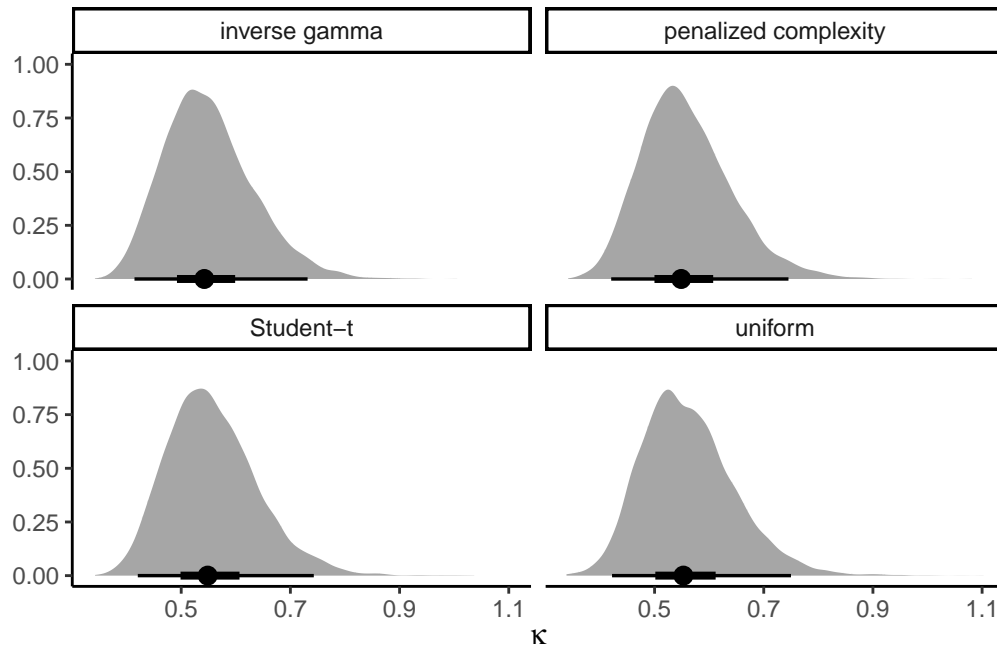 inverse gamma
penalized complexity
1.00
0.75
0.50
0.25
0.00
Student−t
uniform
1.00
0.75
0.50
0.25
0.00
0.5 0.7 0.9 1.1 0.5 0.7 0.9 1.1
κ